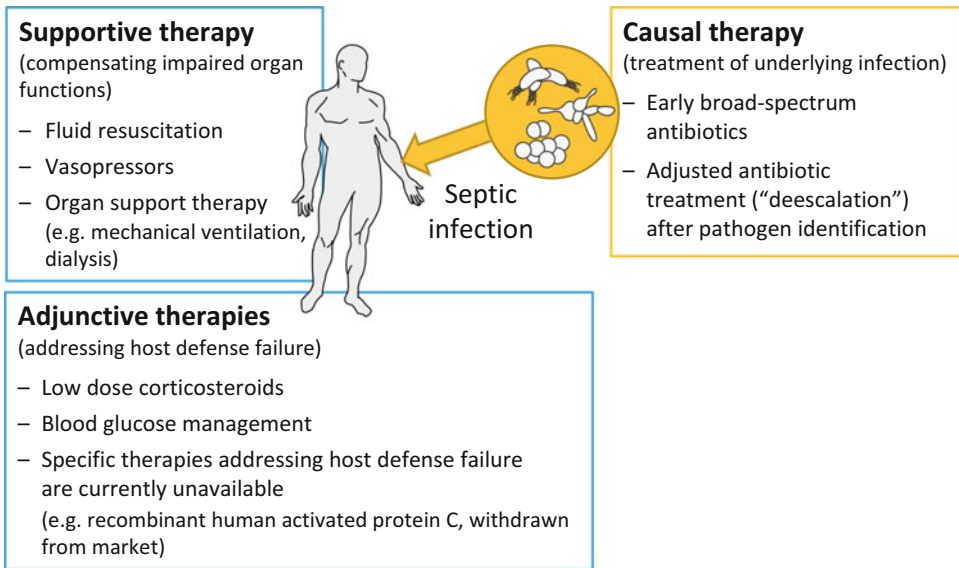 Supportive therapy
(compensating impaired organ
functions)
– Fluid resuscitation
– Vasopressors
– Organ support therapy
(e.g. mechanical ventilation,
dialysis)
Septic
infection
Causal therapy
(treatment of underlying infection)
– Early broad-spectrum
antibiotics
– Adjusted antibiotic
treatment (“deescalation”)
after pathogen identification
Adjunctive therapies
(addressing host defense failure)
– Low dose corticosteroids
– Blood glucose management
– Specific therapies addressing host defense failure
are currently unavailable
(e.g. recombinant human activated protein C, withdrawn
from market)